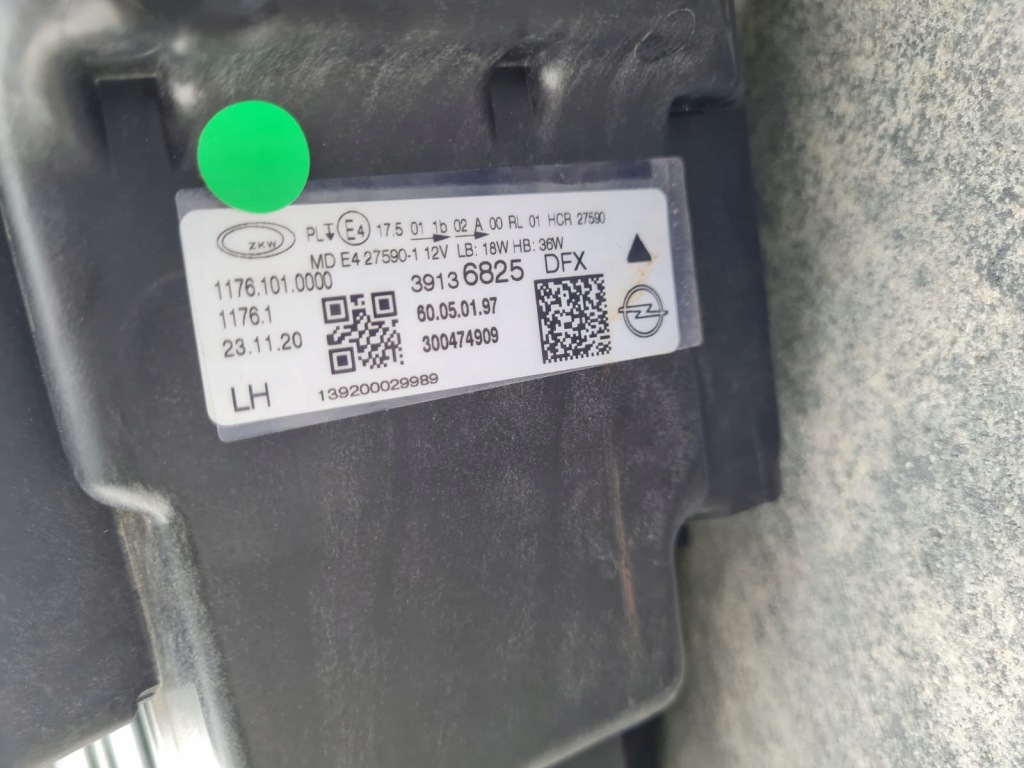 ZKW PL E4 17.5 01 1b 02 A 00 RL 01 HCR 27590
MD E4 27590-1 12V LB: 18W HB: 36W
1176.101.0000 39136825 DFX
1176.1 60.05.01.97
23.11.20 300474909
LH 139200029989